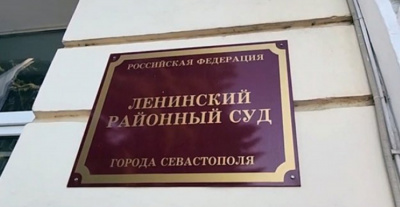 РОССИЙСКАЯ ФЕДЕРАЦИЯ
ЛЕНИНСКИЙ
РАЙОННЫЙ СУД
ГОРОДА СЕВАСТОПОЛЯ